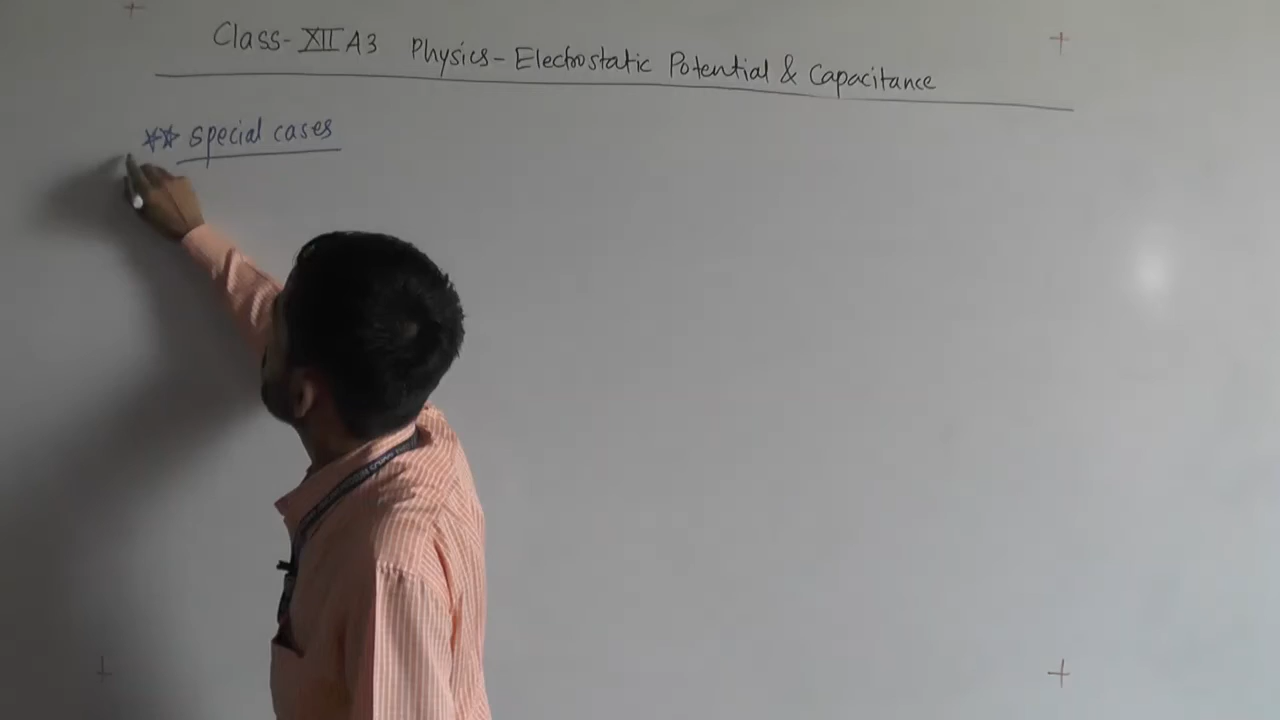 Class-XII A3 Physics-Electrostatic Potential & Capacitance
** special cases